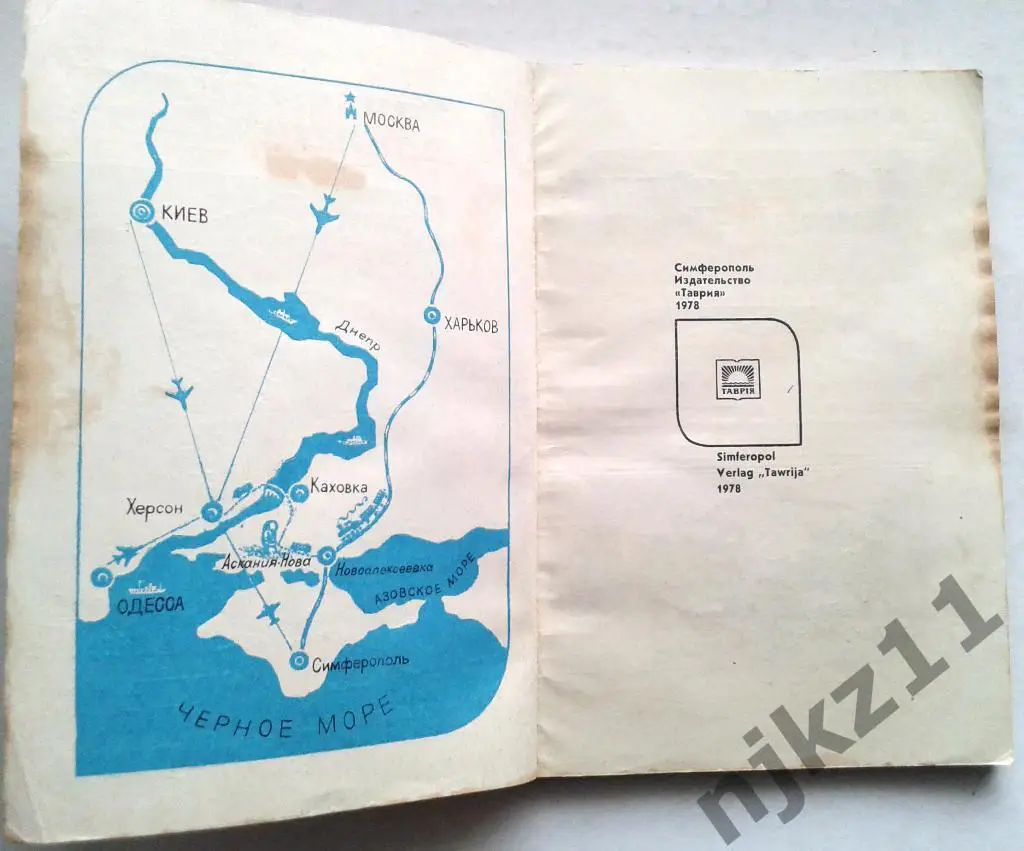 МОСКВА
КИЕВ
Днепр
ХАРЬКОВ
Каховка
Херсон
Аскания-Нова
Новоалексеевка
АЗОВСКОЕ МОРЕ
ОДЕССА
Симферополь
ЧЕРНОЕ МОРЕ
Симферополь
Издательство
«Таврия»
1978
ТАВРІЯ
Simferopol
Verlag „Tawrija"
1978
njkz11